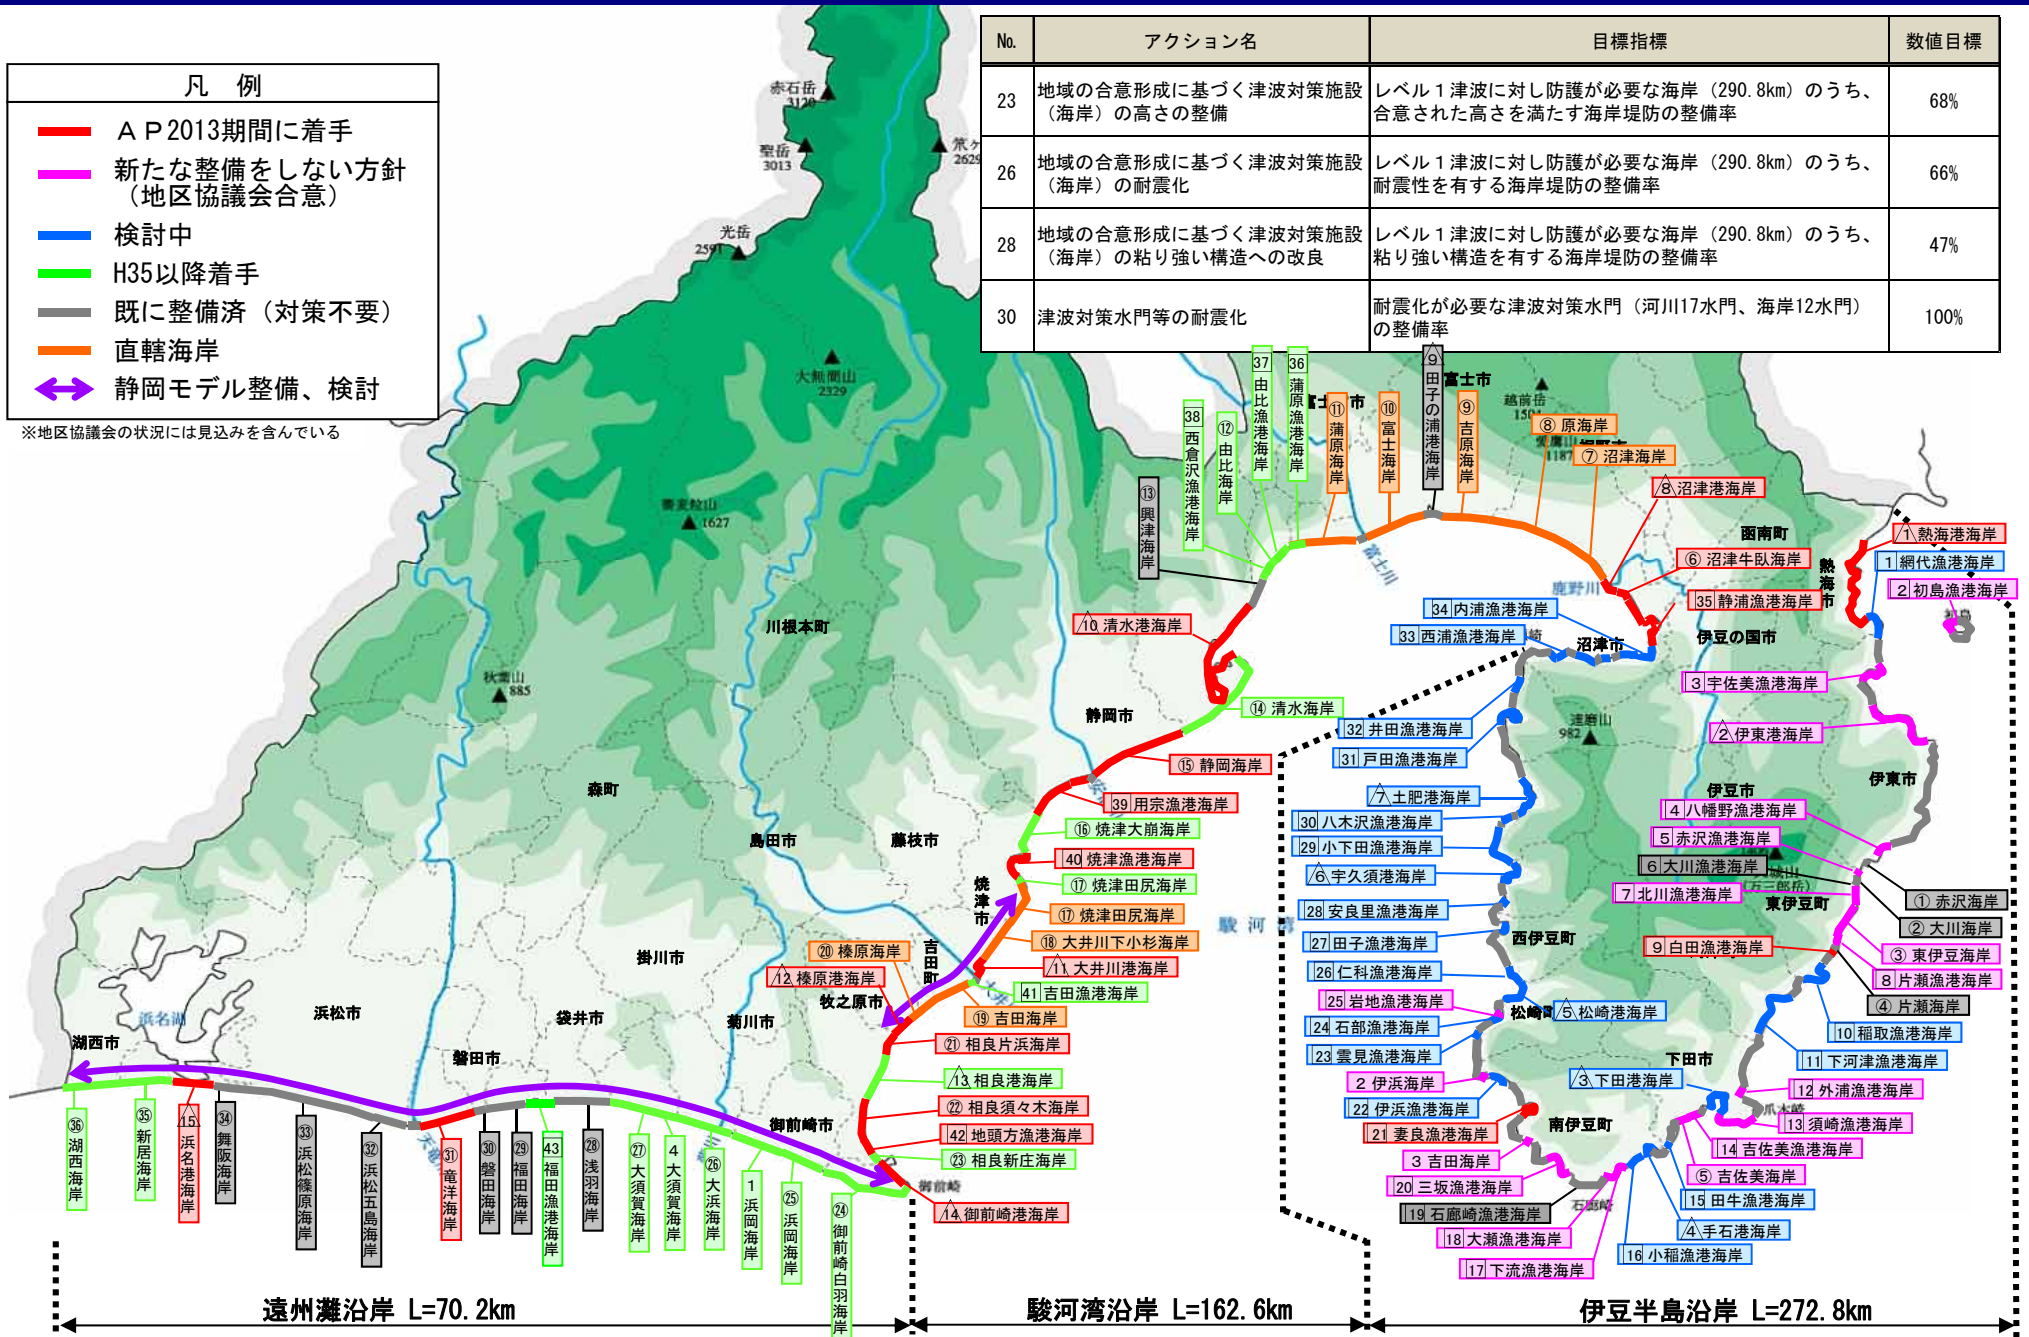 凡 例
ＡＰ2013期間に着手
新たな整備をしない方針
（地区協議会合意）
検討中
H35以降着手
既に整備済（対策不要）
直轄海岸
静岡モデル整備、検討
※地区協議会の状況には見込みを含んでいる
No. アクション名 目標指標 数値目標
23 地域の合意形成に基づく津波対策施設（海岸）の高さの整備 レベル１津波に対し防護が必要な海岸（290.8km）のうち、合意された高さを満たす海岸堤防の整備率 68%
26 地域の合意形成に基づく津波対策施設（海岸）の耐震化 レベル１津波に対し防護が必要な海岸（290.8km）のうち、耐震性を有する海岸堤防の整備率 66%
28 地域の合意形成に基づく津波対策施設（海岸）の粘り強い構造への改良 レベル１津波に対し防護が必要な海岸（290.8km）のうち、粘り強い構造を有する海岸堤防の整備率 47%
30 津波対策水門等の耐震化 耐震化が必要な津波対策水門（河川17水門、海岸12水門）の整備率 100%
赤石岳
3120
聖岳
3013
2629
光岳
2591
大無間山
2329
1627
秋葉山
885
越前岳
達磨山
982
38 西倉沢漁港海岸
⑫ 由比海岸
37 由比漁港海岸
36 蒲原漁港海岸
⑪ 蒲原海岸
⑩ 富士海岸
9 田子の浦港海岸
⑨ 吉原海岸
⑧ 原海岸
⑦ 沼津海岸
8 沼津港海岸
⑥ 沼津牛臥海岸
35 静浦漁港海岸
34 内浦漁港海岸
33 西浦漁港海岸
⑬ 興津海岸
10 清水港海岸
⑭ 清水海岸
⑮ 静岡海岸
39 用宗漁港海岸
⑯ 焼津大崩海岸
40 焼津漁港海岸
⑰ 焼津田尻海岸
⑰ 焼津田尻海岸
⑱ 大井川下小杉海岸
11 大井川港海岸
41 吉田漁港海岸
⑲ 吉田海岸
⑳ 榛原海岸
12 榛原港海岸
㉑ 相良片浜海岸
13 相良港海岸
㉒ 相良須々木海岸
42 地頭方漁港海岸
㉓ 相良新庄海岸
14 御前崎港海岸
1 熱海港海岸
1 網代漁港海岸
2 初島漁港海岸
3 宇佐美漁港海岸
2 伊東港海岸
4 八幡野漁港海岸
5 赤沢漁港海岸
6 大川漁港海岸
7 北川漁港海岸
① 赤沢海岸
② 大川海岸
③ 東伊豆海岸
8 片瀬漁港海岸
9 白田漁港海岸
④ 片瀬海岸
10 稲取漁港海岸
11 下河津漁港海岸
12 外浦漁港海岸
3 下田港海岸
13 須崎漁港海岸
14 吉佐美漁港海岸
⑤ 吉佐美海岸
15 田牛漁港海岸
4 手石港海岸
16 小稲漁港海岸
17 下流漁港海岸
18 大瀬漁港海岸
19 石廊崎漁港海岸
20 三坂漁港海岸
3 吉田海岸
21 妻良漁港海岸
22 伊浜漁港海岸
2 伊浜海岸
23 雲見漁港海岸
24 石部漁港海岸
25 岩地漁港海岸
5 松崎港海岸
26 仁科漁港海岸
27 田子漁港海岸
28 安良里漁港海岸
6 宇久須港海岸
29 小下田漁港海岸
30 八木沢漁港海岸
7 土肥港海岸
31 戸田漁港海岸
32 井田漁港海岸
㊱ 湖西海岸
㉟ 新居海岸
15 浜名港海岸
㉞ 舞阪海岸
㉝ 浜松篠原海岸
㉜ 浜松五島海岸
㉛ 竜洋海岸
㉚ 磐田海岸
㉙ 福田海岸
43 福田漁港海岸
㉘ 浅羽海岸
㉗ 大須賀海岸
4 大須賀海岸
㉖ 大浜海岸
1 浜岡海岸
㉕ 浜岡海岸
㉔ 御前崎白羽海岸
富士市
函南町
熱海市
伊豆の国市
沼津市
伊東市
伊豆市
東伊豆町
西伊豆町
下田市
南伊豆町
静岡市
川根本町
森町
島田市
藤枝市
焼津市
吉田町
牧之原市
掛川市
菊川市
袋井市
磐田市
浜松市
湖西市
御前崎市
浜名湖
富士川
駿河湾
御前崎
石廊崎
遠州灘沿岸 L=70.2km
駿河湾沿岸 L=162.6km
伊豆半島沿岸 L=272.8km